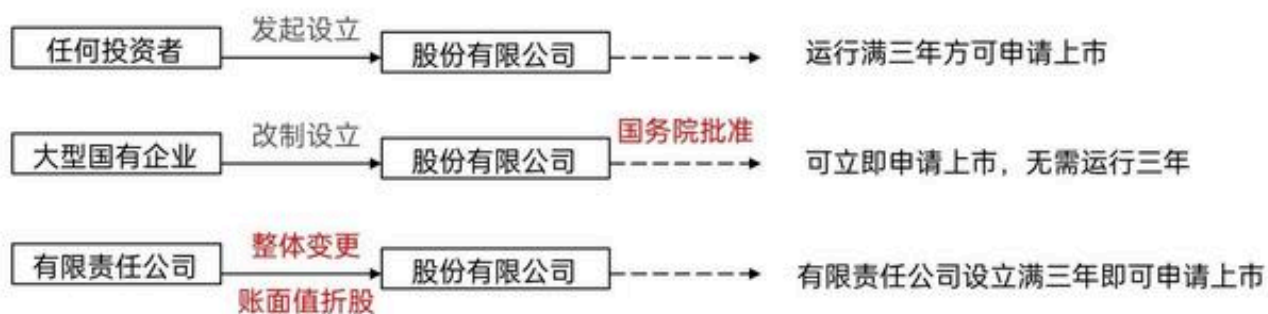 任何投资者 发起设立 股份有限公司 运行满三年方可申请上市
大型国有企业 改制设立 股份有限公司 国务院批准 可立即申请上市，无需运行三年
有限责任公司 整体变更 账面值折股 股份有限公司 有限责任公司设立满三年即可申请上市